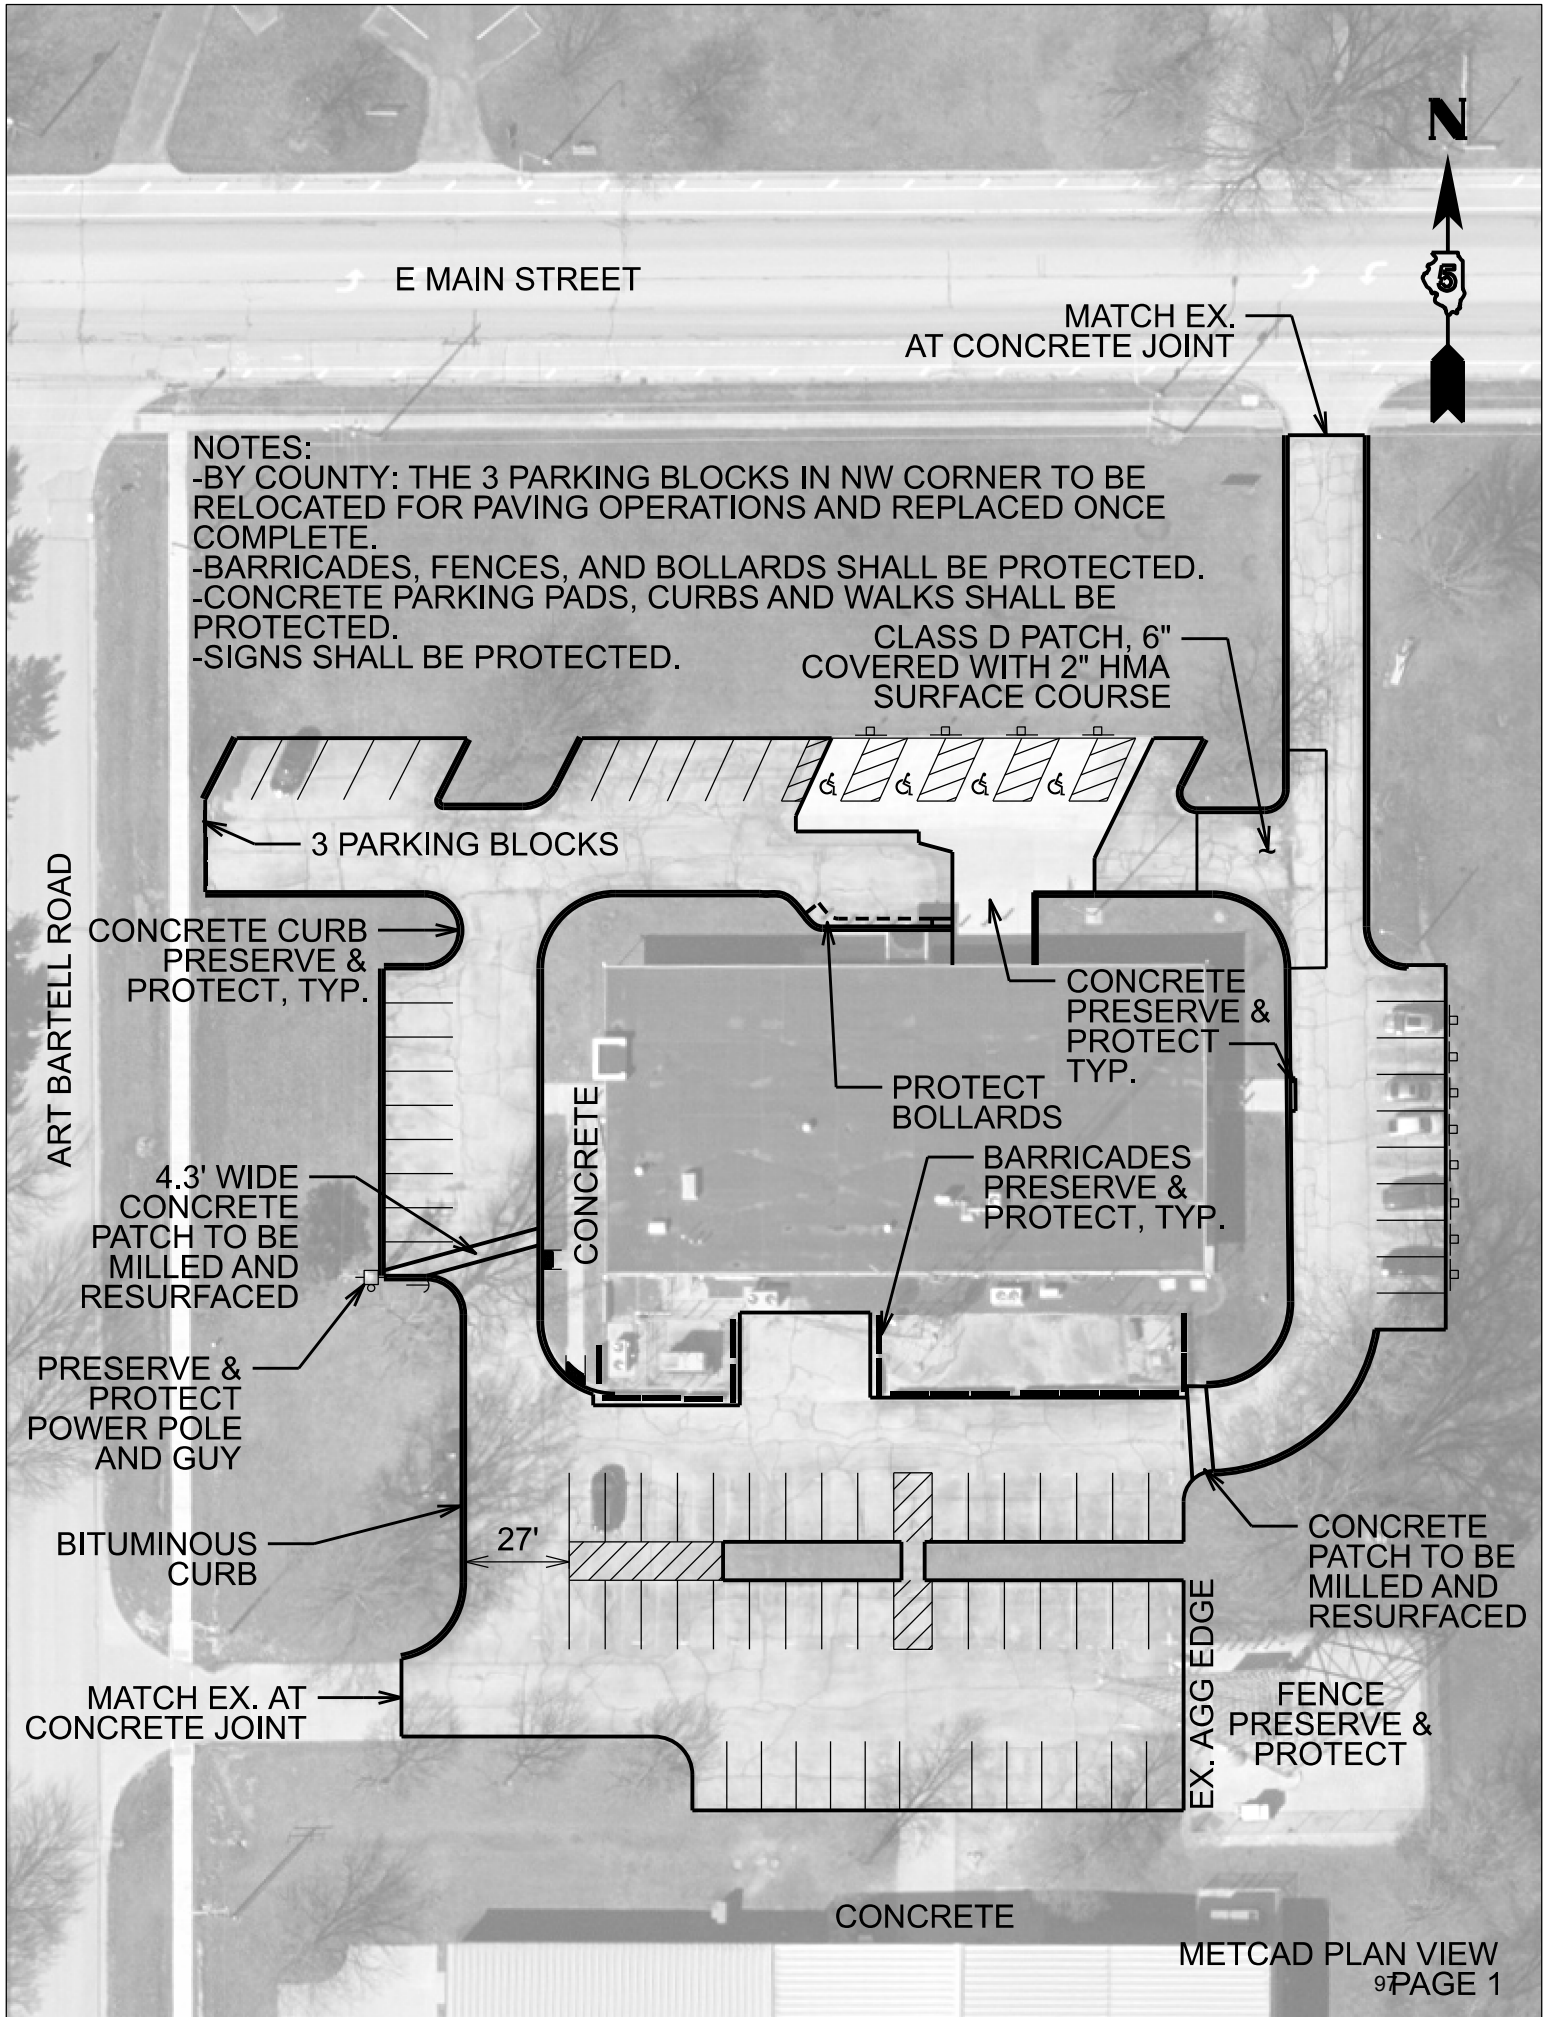 N
5
E MAIN STREET
MATCH EX.
AT CONCRETE JOINT
NOTES:
-BY COUNTY: THE 3 PARKING BLOCKS IN NW CORNER TO BE
RELOCATED FOR PAVING OPERATIONS AND REPLACED ONCE
COMPLETE.
-BARRICADES, FENCES, AND BOLLARDS SHALL BE PROTECTED.
-CONCRETE PARKING PADS, CURBS AND WALKS SHALL BE
PROTECTED.
-SIGNS SHALL BE PROTECTED.
CLASS D PATCH, 6"
COVERED WITH 2" HMA
SURFACE COURSE
3 PARKING BLOCKS
ART BARTELL ROAD
CONCRETE CURB
PRESERVE &
PROTECT, TYP.
CONCRETE
PRESERVE &
PROTECT
TYP.
PROTECT
BOLLARDS
CONCRETE
BARRICADES
PRESERVE &
PROTECT, TYP.
4.3' WIDE
CONCRETE
PATCH TO BE
MILLED AND
RESURFACED
PRESERVE &
PROTECT
POWER POLE
AND GUY
BITUMINOUS
CURB
27'
CONCRETE
PATCH TO BE
MILLED AND
RESURFACED
EX. AGG EDGE
MATCH EX. AT
CONCRETE JOINT
FENCE
PRESERVE &
PROTECT
CONCRETE
METCAD PLAN VIEW
97
PAGE 1